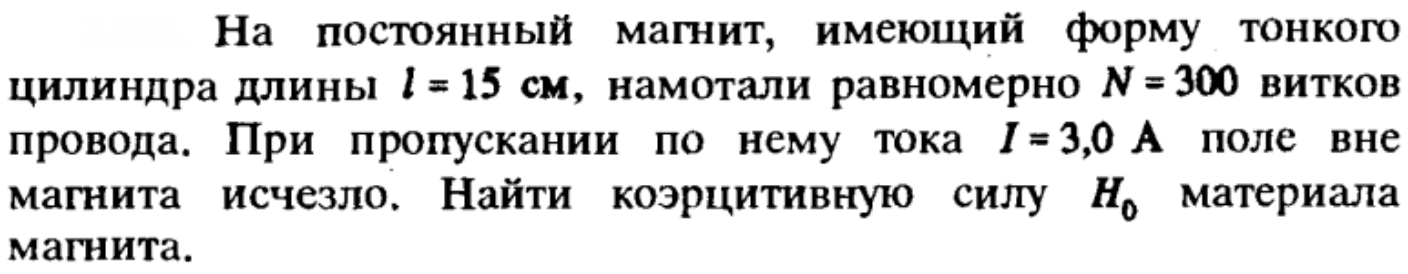 На постоянный магнит, имеющий форму тонкого
цилиндра длины l = 15 см, намотали равномерно N = 300 витков
провода. При пропускании по нему тока I = 3,0 А поле вне
магнита исчезло. Найти коэрцитивную силу H₀ материала
магнита.